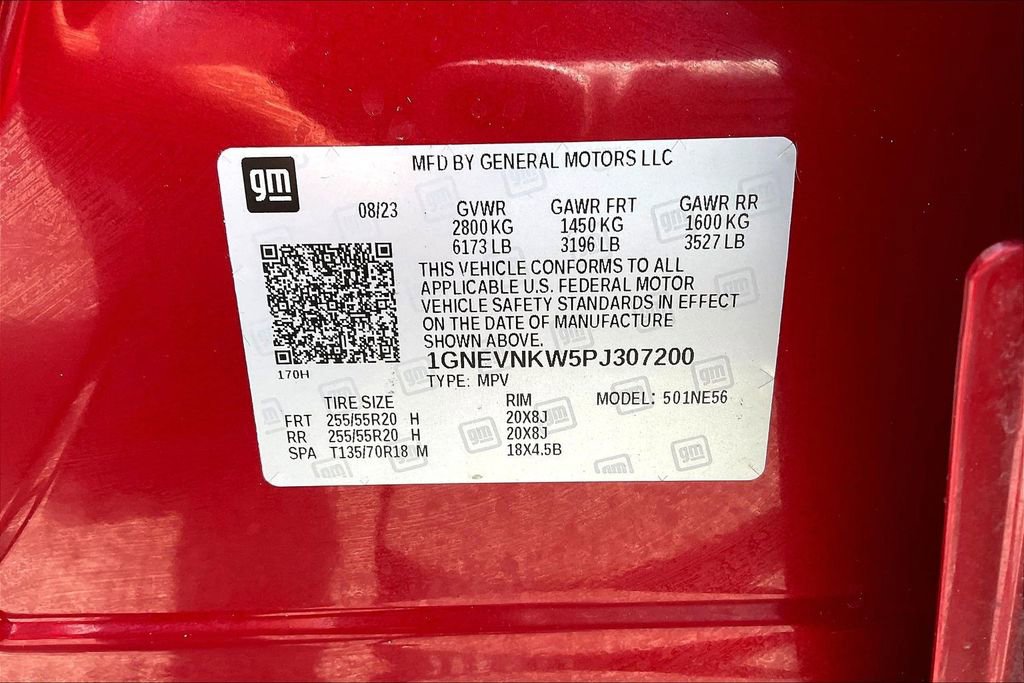 gm
MFD BY GENERAL MOTORS LLC
08/23 GVWR GAWR FRT GAWR RR
2800 KG 1450 KG 1600 KG
6173 LB 3196 LB 3527 LB
THIS VEHICLE CONFORMS TO ALL
APPLICABLE U.S. FEDERAL MOTOR
VEHICLE SAFETY STANDARDS IN EFFECT
ON THE DATE OF MANUFACTURE
SHOWN ABOVE.
1GNEVNKW5PJ307200
170H
TYPE: MPV
TIRE SIZE RIM MODEL: 501NE56
FRT 255/55R20 H 20X8J
RR 255/55R20 H 20X8J
SPA T135/70R18 M 18X4.5B